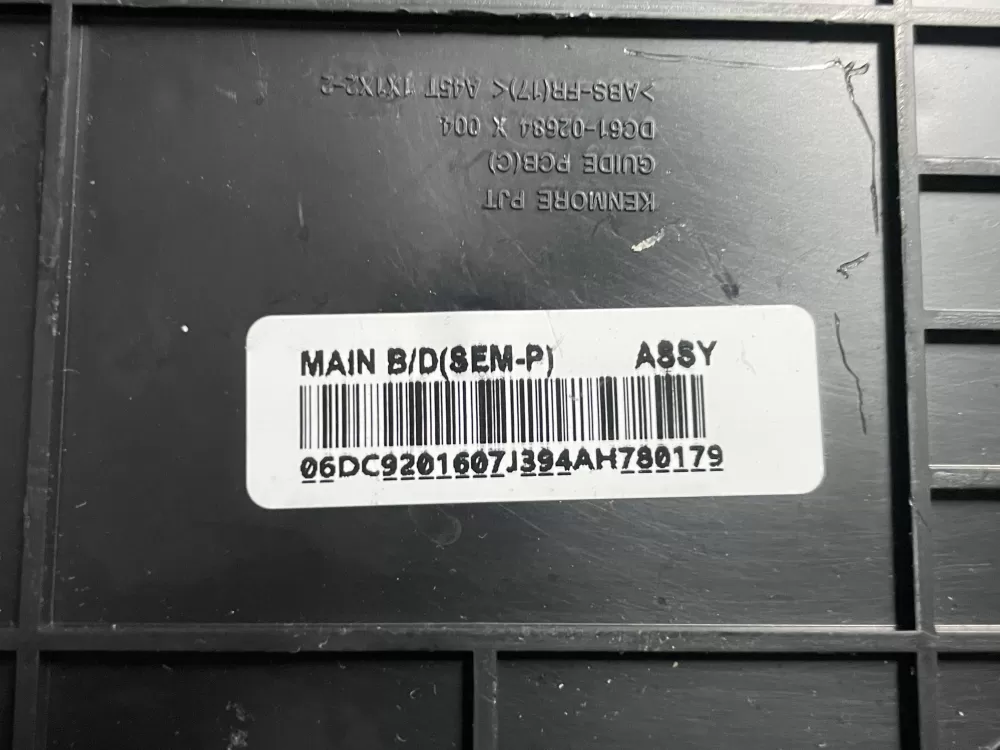 KENMORE PJT
GUIDE PCB(C)
DC61-02684 X 004
>ABS-FR(17)< A45T 1X1X2-2
MAIN B/D(SEM-P) ASSY
06DC9201607J394AH780179